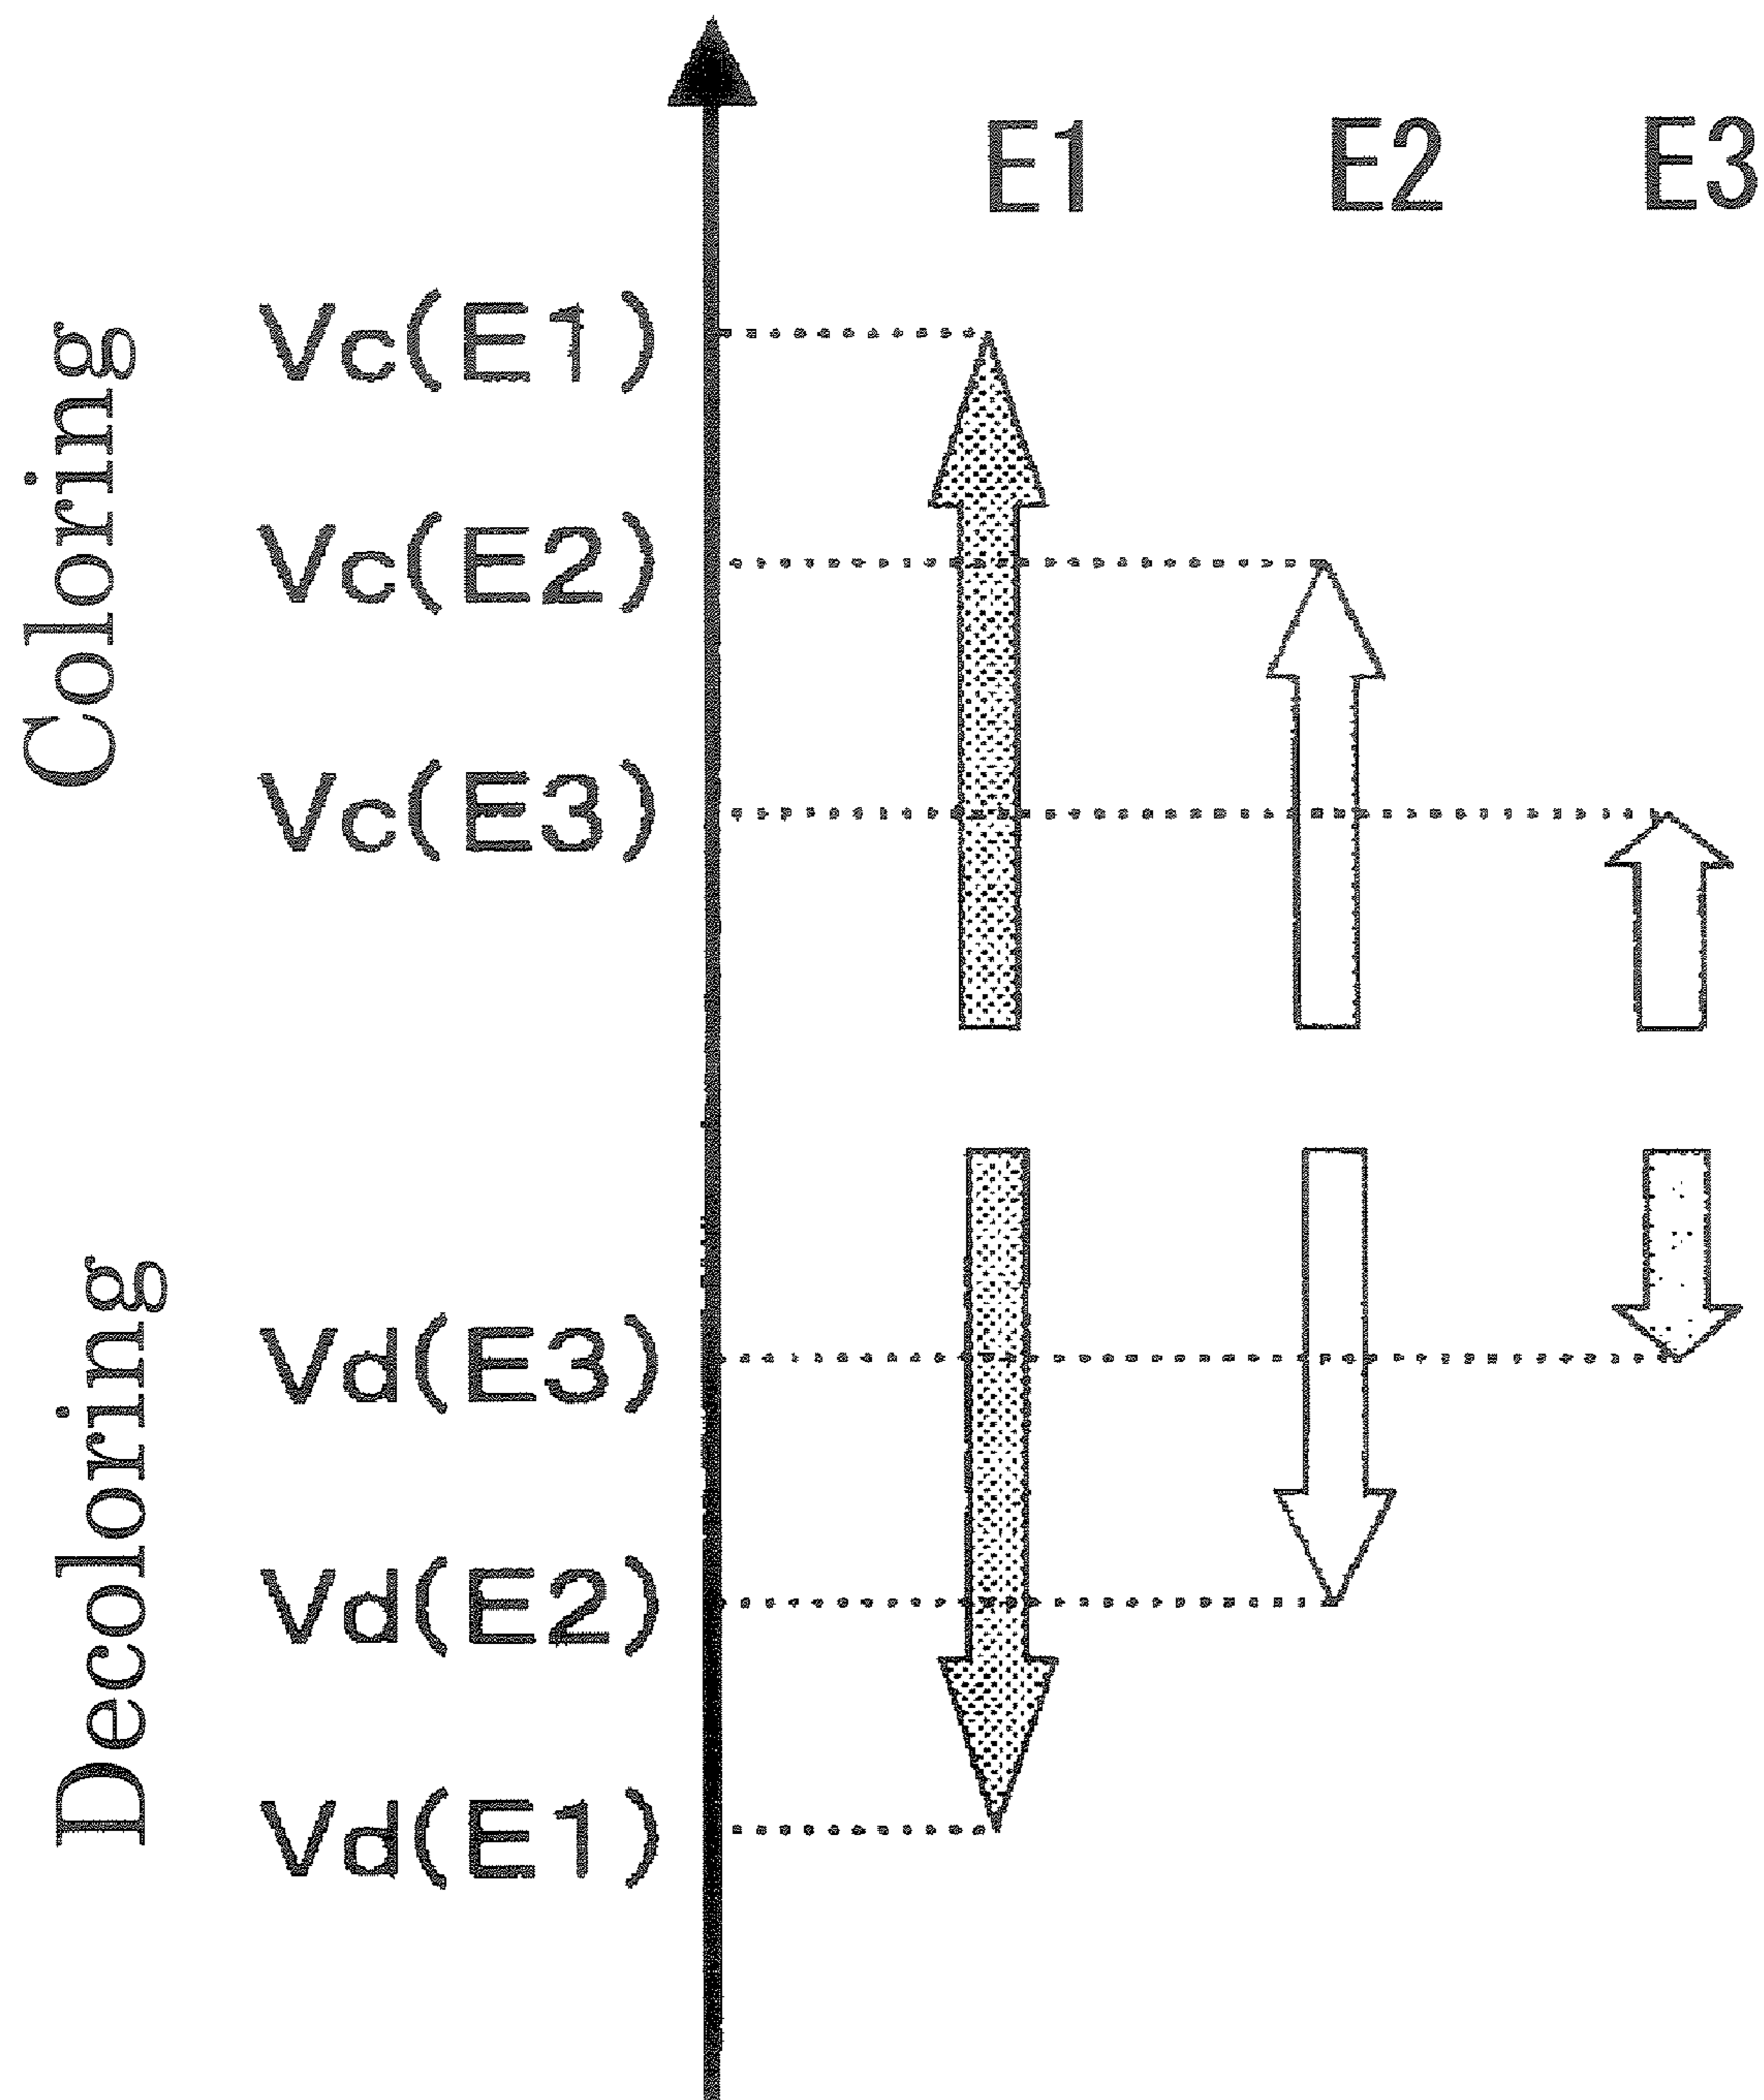 E1 E2 E3
Coloring
Vc(E1)
Vc(E2)
Vc(E3)
Decoloring
Vd(E3)
Vd(E2)
Vd(E1)